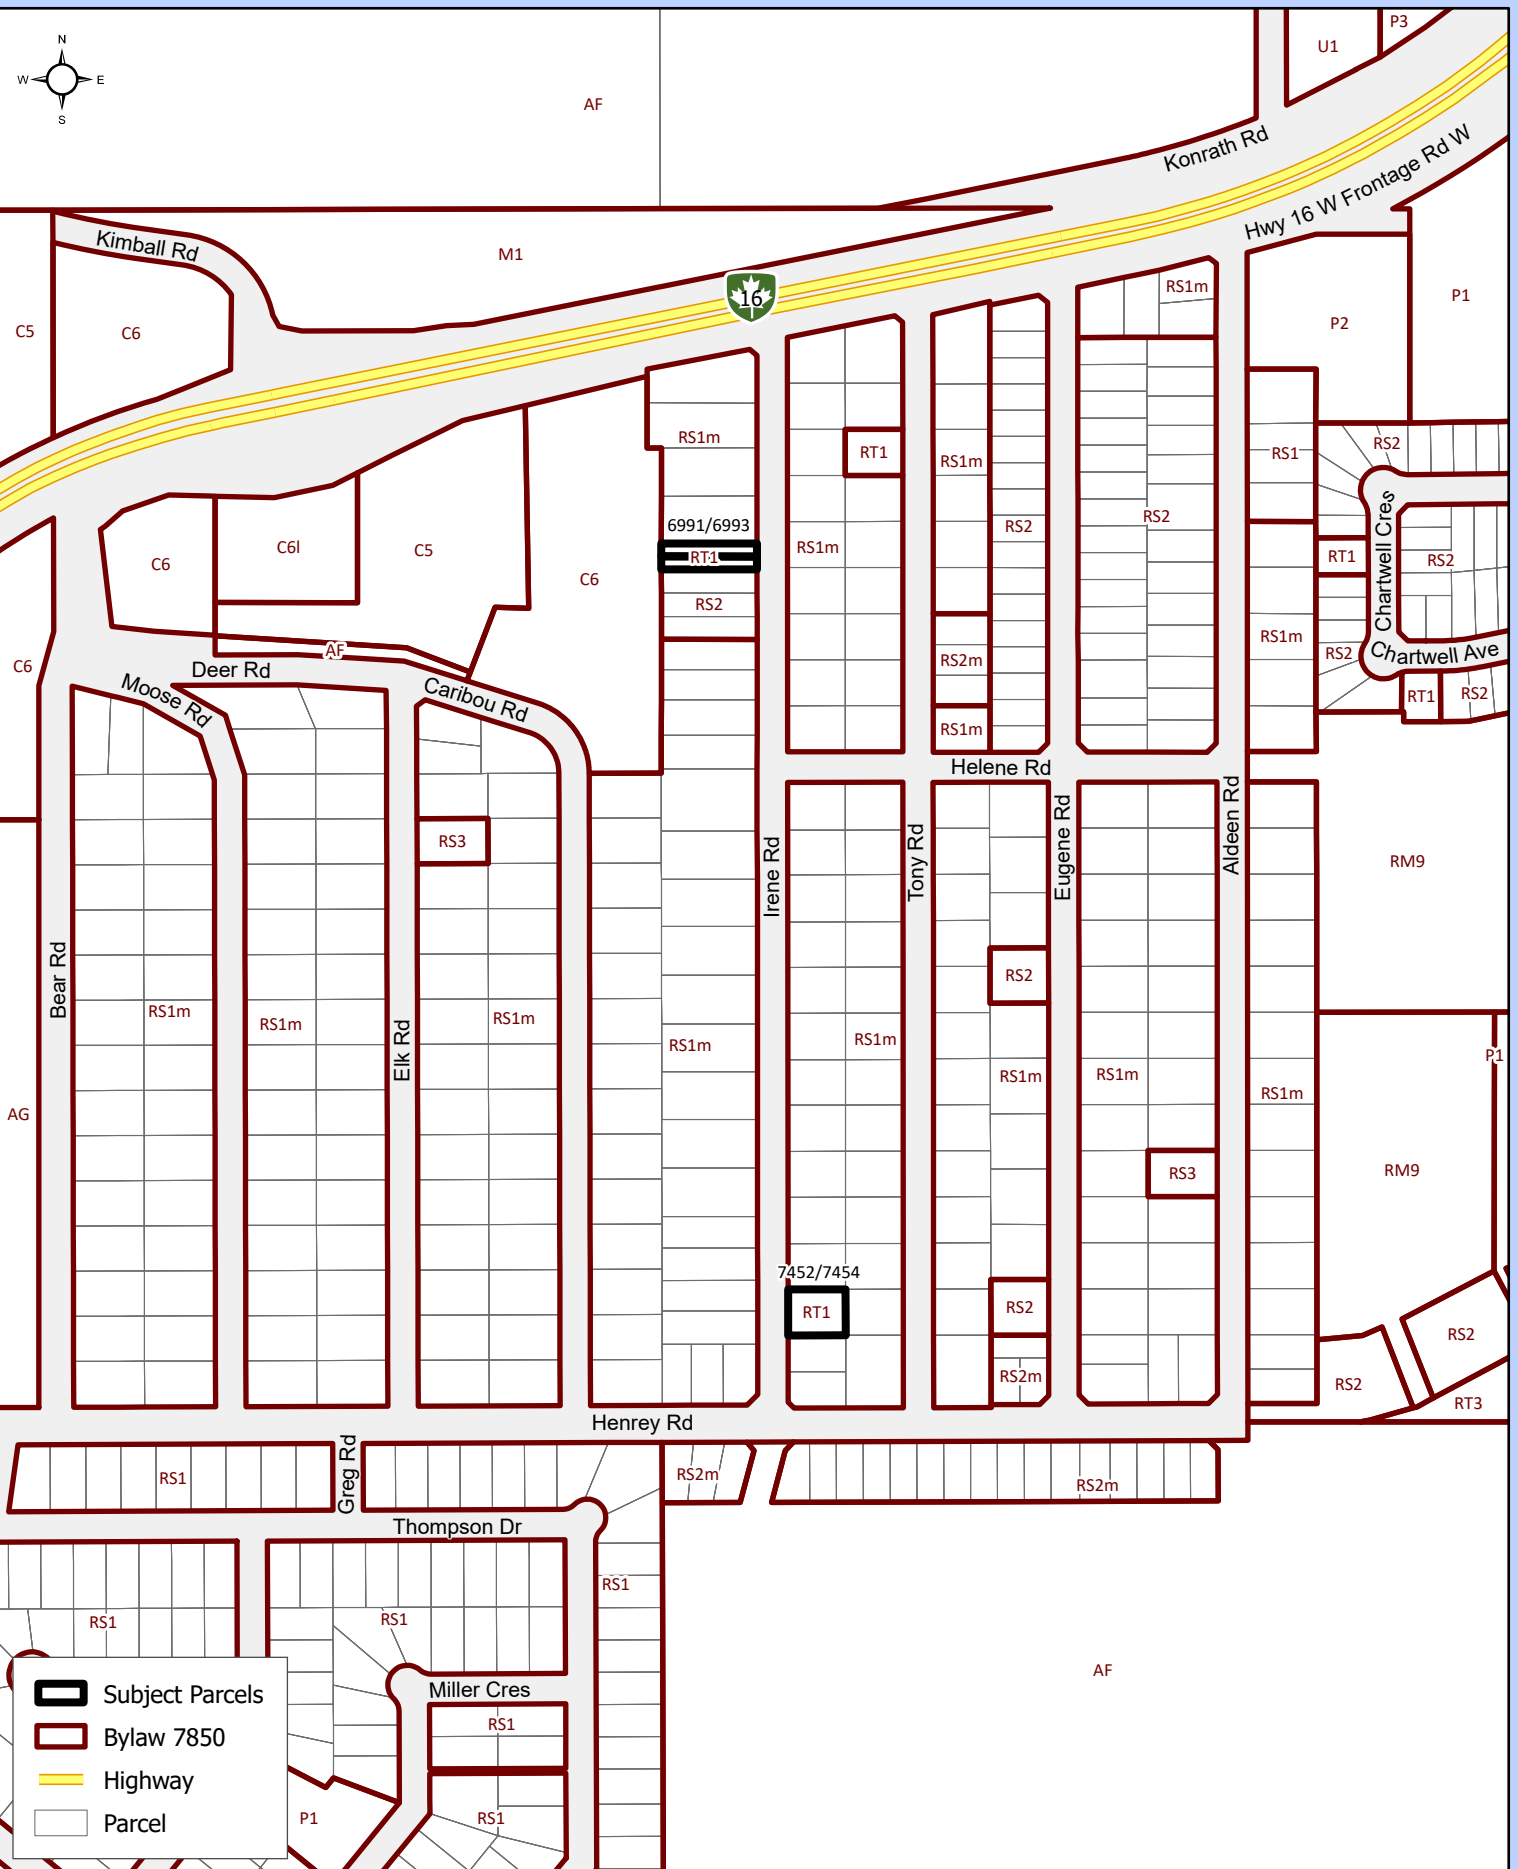 N
W E
S
AF
U1
P3
Konrath Rd
Hwy 16 W Frontage Rd W
Kimball Rd
M1
16
C5
C6
RS1m
P2
P1
RS1m
RT1
RS1m
RS1
RS2
6991/6993
RT1
RS1m
RS2
RS2
RT1
Chartwell Cres
RS2
C6
C6I
C5
C6
RS2
RS2m
RS1m
RS2
Chartwell Ave
C6
AF
Deer Rd
Moose Rd
Caribou Rd
RT1
RS2
RS1m
Helene Rd
RS3
Irene Rd
Tony Rd
Eugene Rd
Aldeen Rd
RM9
Bear Rd
RS1m
RS1m
Elk Rd
RS1m
RS1m
RS1m
RS2
RS1m
RS1m
RS1m
P1
AG
RM9
RS3
7452/7454
RT1
RS2
RS2
RS2m
RS2
RT3
Henrey Rd
RS1
Greg Rd
RS2m
RS2m
Thompson Dr
RS1
RS1
RS1
AF
Miller Cres
RS1
P1
RS1
Subject Parcels
Bylaw 7850
Highway
Parcel